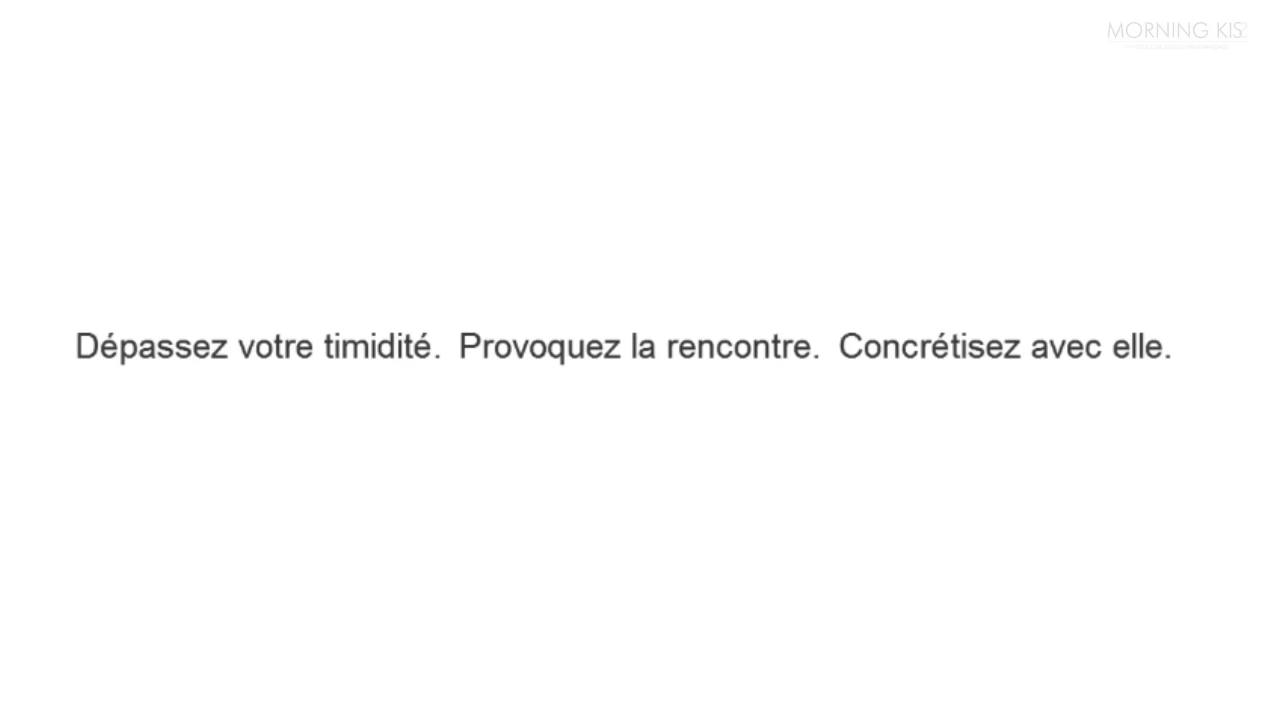 MORNING KISS
Dépassez votre timidité. Provoquez la rencontre. Concrétisez avec elle.